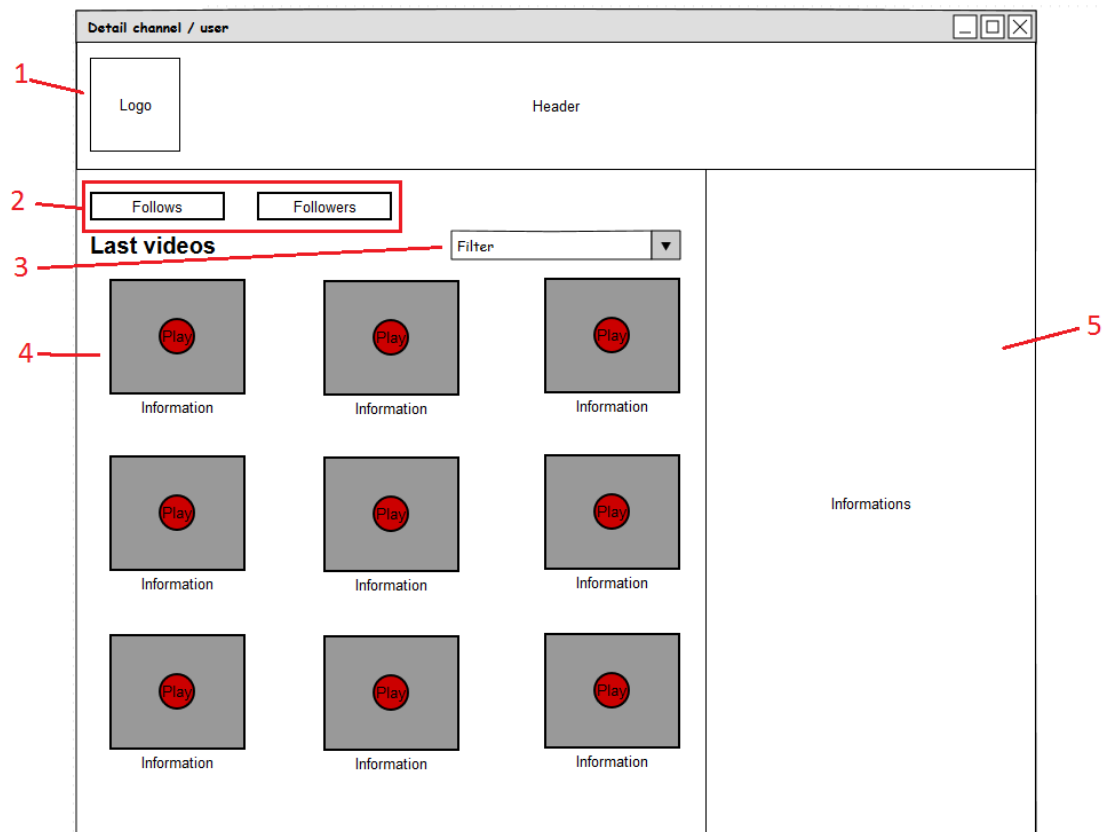 Detail channel / user
1
Logo
Header
2
Follows Followers
Last videos
Filter
3
Play Play Play
4
5
Information Information Information
Play Play Play
Informations
Information Information Information
Play Play Play
Information Information Information